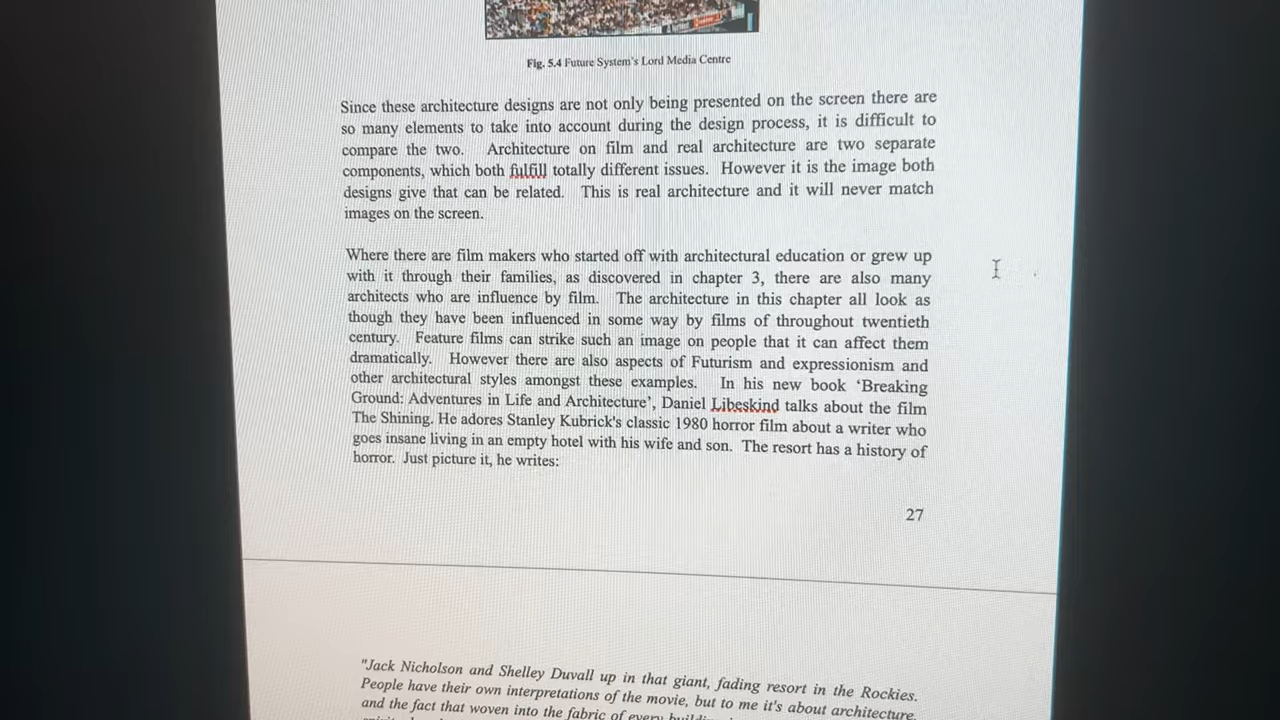 Fig. 5.4 Future System's Lord Media Centre
Since these architecture designs are not only being presented on the screen there are
so many elements to take into account during the design process, it is difficult to
compare the two. Architecture on film and real architecture are two separate
components, which both fulfill totally different issues. However it is the image both
designs give that can be related. This is real architecture and it will never match
images on the screen.
Where there are film makers who started off with architectural education or grew up
with it through their families, as discovered in chapter 3, there are also many
architects who are influence by film. The architecture in this chapter all look as
though they have been influenced in some way by films of throughout twentieth
century. Feature films can strike such an image on people that it can affect them
dramatically. However there are also aspects of Futurism and expressionism and
other architectural styles amongst these examples. In his new book ‘Breaking
Ground: Adventures in Life and Architecture’, Daniel Libeskind talks about the film
The Shining. He adores Stanley Kubrick's classic 1980 horror film about a writer who
goes insane living in an empty hotel with his wife and son. The resort has a history of
horror. Just picture it, he writes:
27
"Jack Nicholson and Shelley Duvall up in that giant, fading resort in the Rockies.
People have their own interpretations of the movie, but to me it's about architecture,
and the fact that woven into the fabric of every